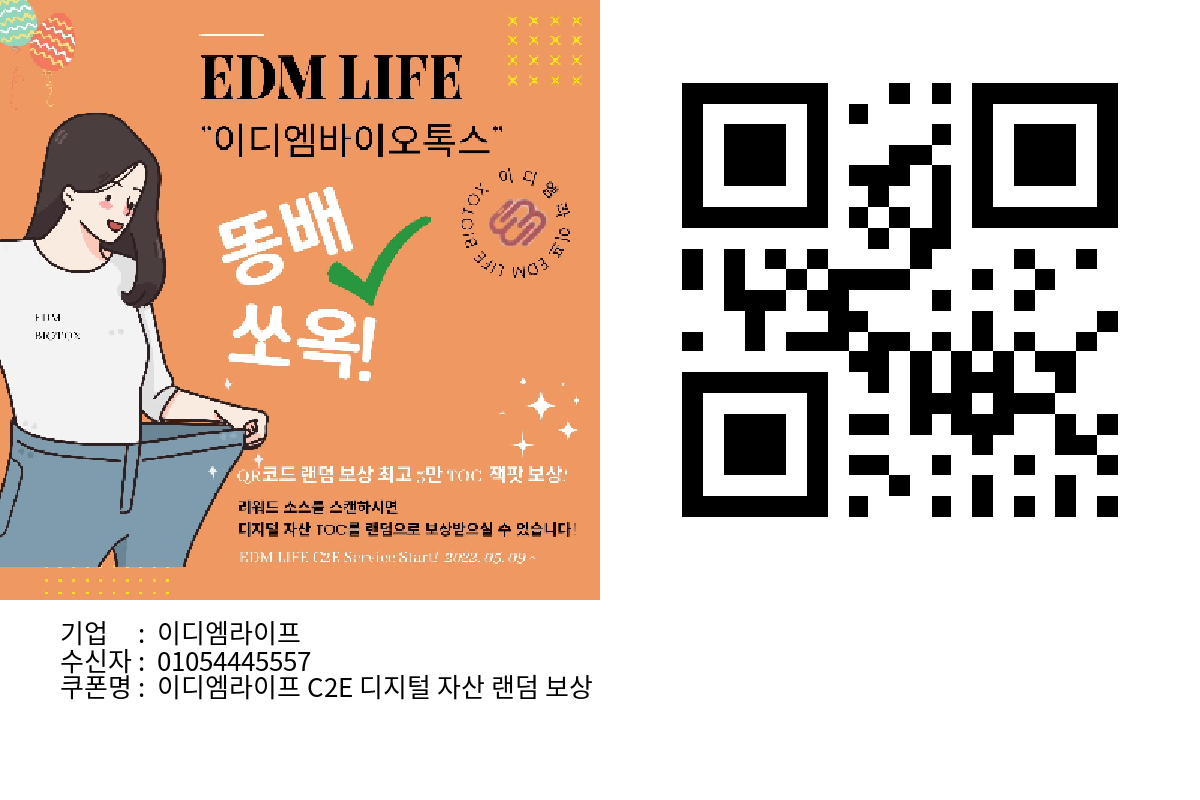 EDM LIFE
"이디엠바이오톡스"
이디엠라이프 EDM LIFE BIOTOX
똥배
쏘옥!
EDM
BIOTOX
QR코드 랜덤 보상 최고 5만 TOC 잭팟 보상!
리워드 소스를 스캔하시면
디지털 자산 TOC를 랜덤으로 보상받으실 수 있습니다!
EDM LIFE C2E Service Start! 2022. 05. 09 ~
기업 : 이디엠라이프
수신자 : 01054445557
쿠폰명 : 이디엠라이프 C2E 디지털 자산 랜덤 보상